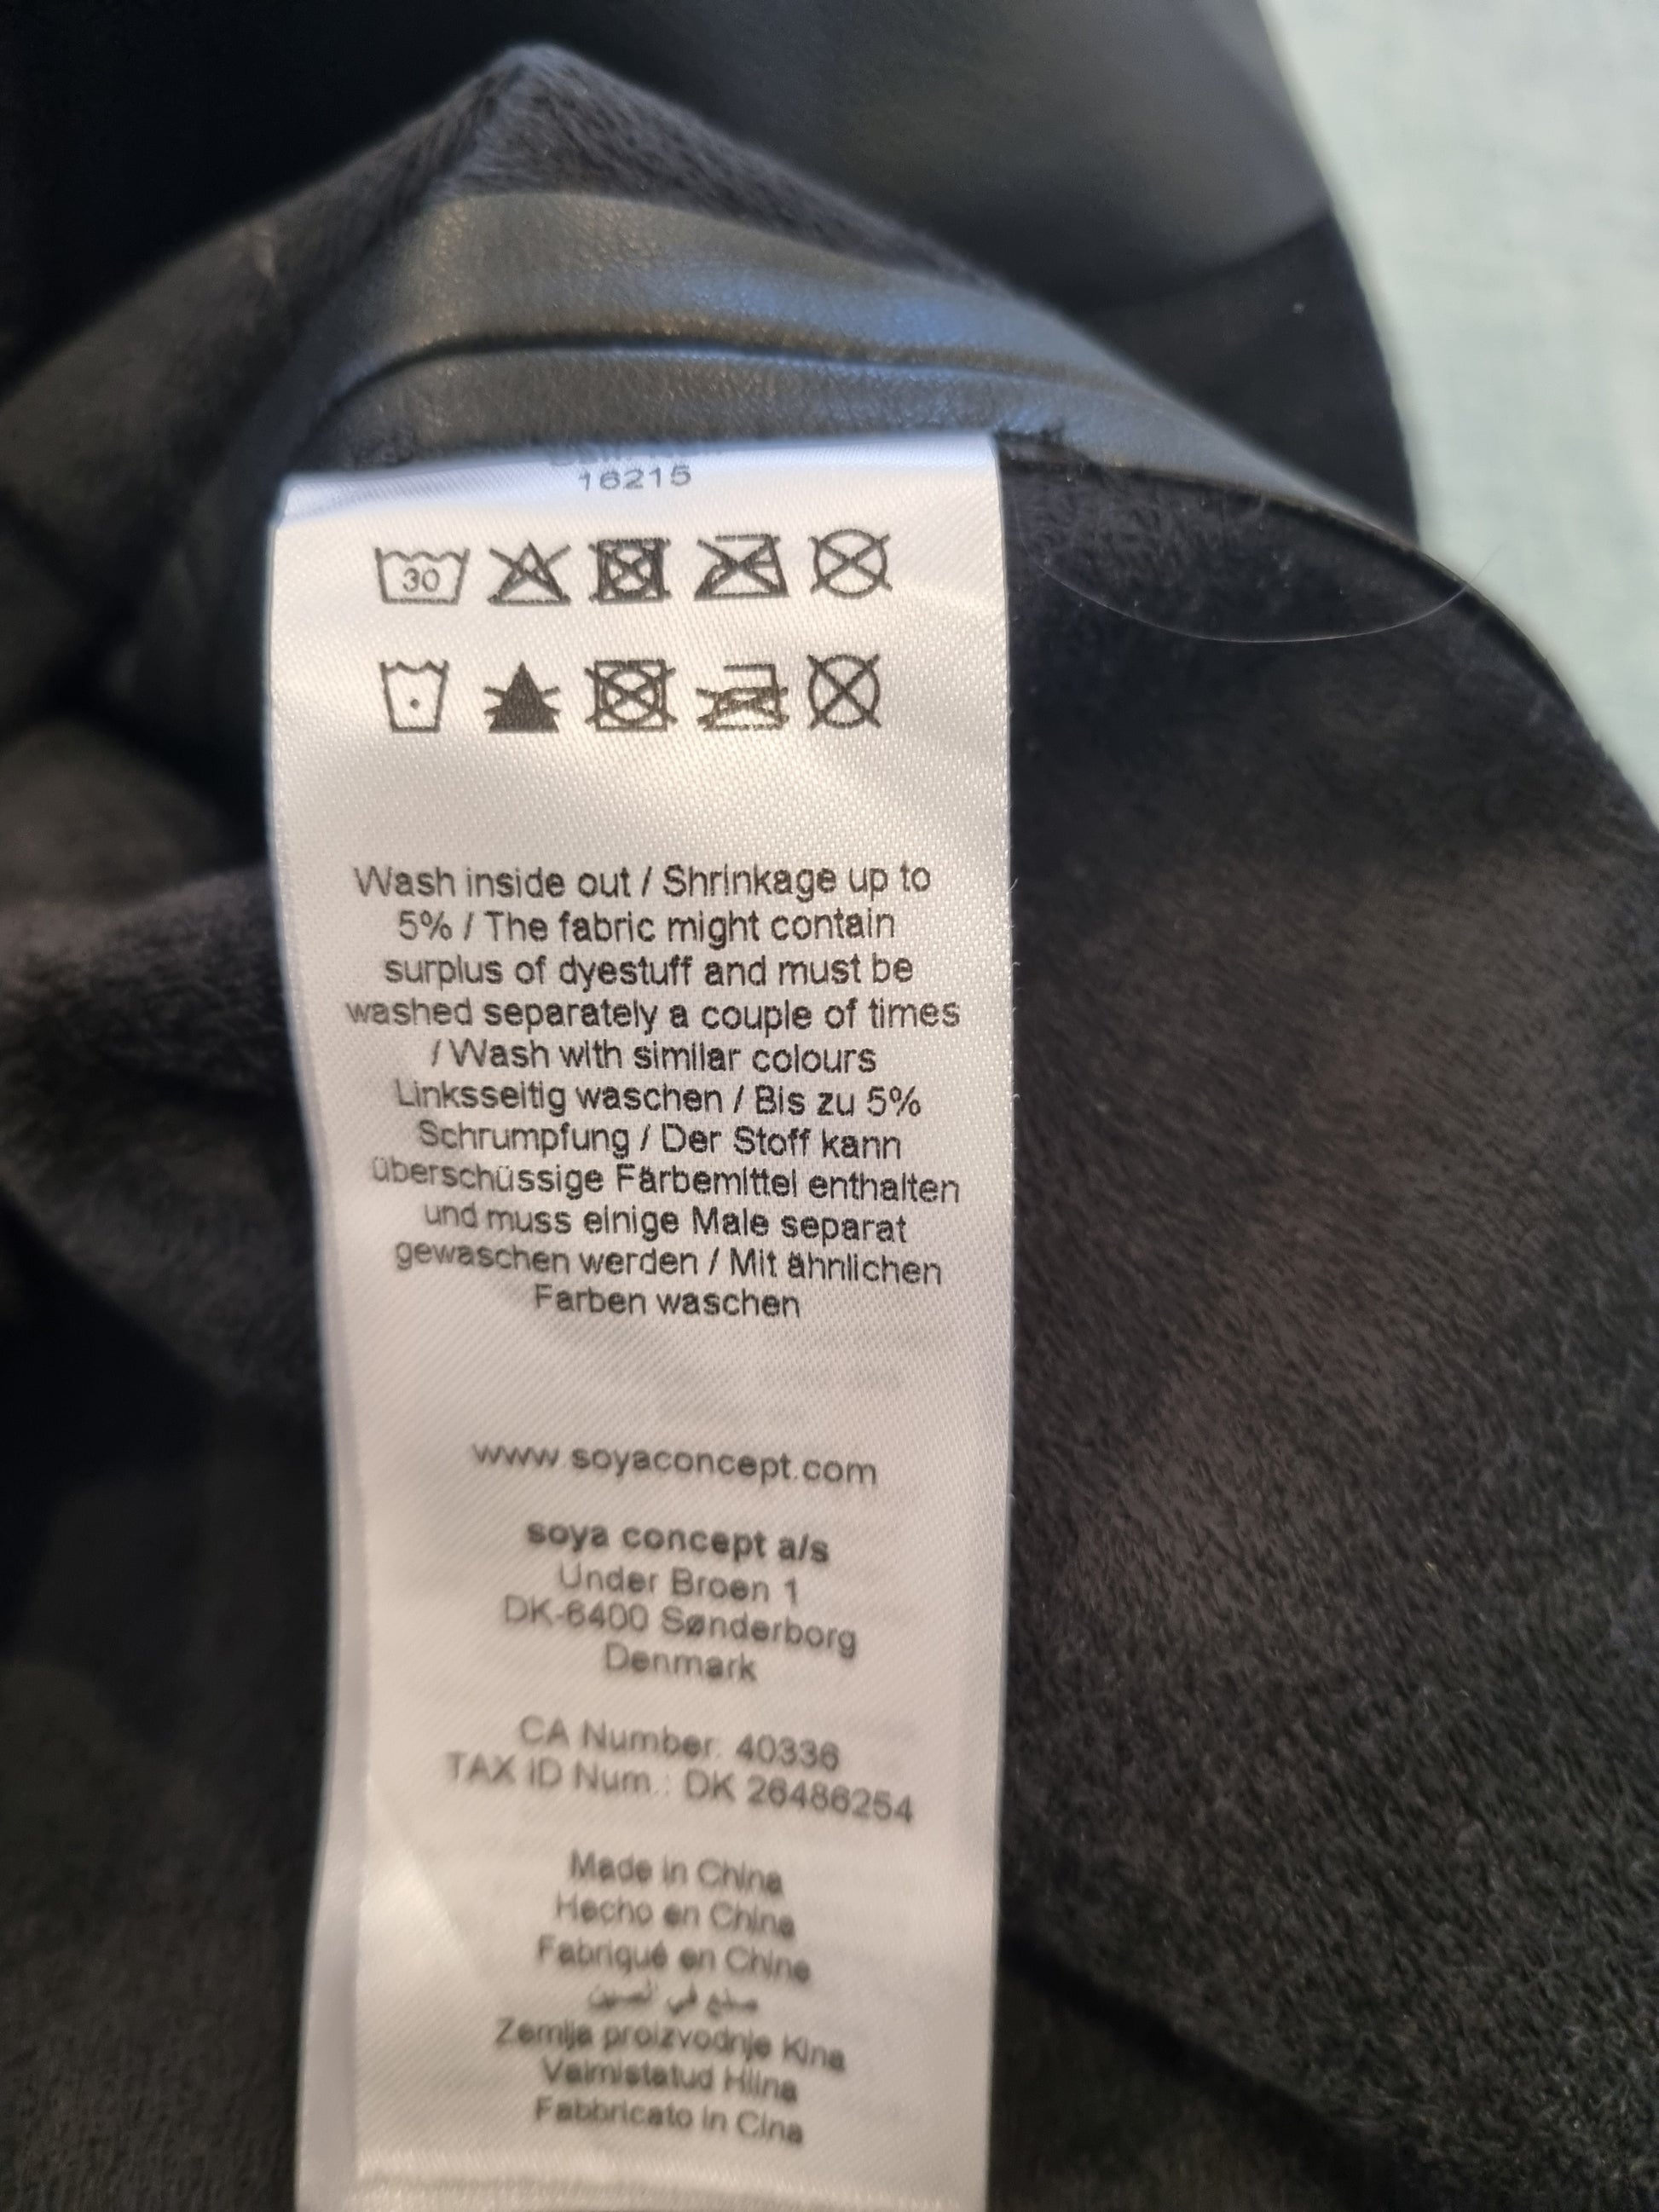 16215
30
Wash inside out / Shrinkage up to
5% / The fabric might contain
surplus of dyestuff and must be
washed separately a couple of times
/ Wash with similar colours
Linksseitig waschen / Bis zu 5%
Schrumpfung / Der Stoff kann
überschüssige Färbemittel enthalten
und muss einige Male separat
gewaschen werden / Mit ähnlichen
Farben waschen
www.soyaconcept.com
soya concept a/s
Under Broen 1
DK-6400 Sønderborg
Denmark
CA Number: 40336
TAX ID Num.: DK 26486254
Made in China
Hecho en China
Fabriqué en Chine
صنع في الصين
Zemlja proizvodnje Kina
Valmistatud Hiina
Fabbricato in Cina